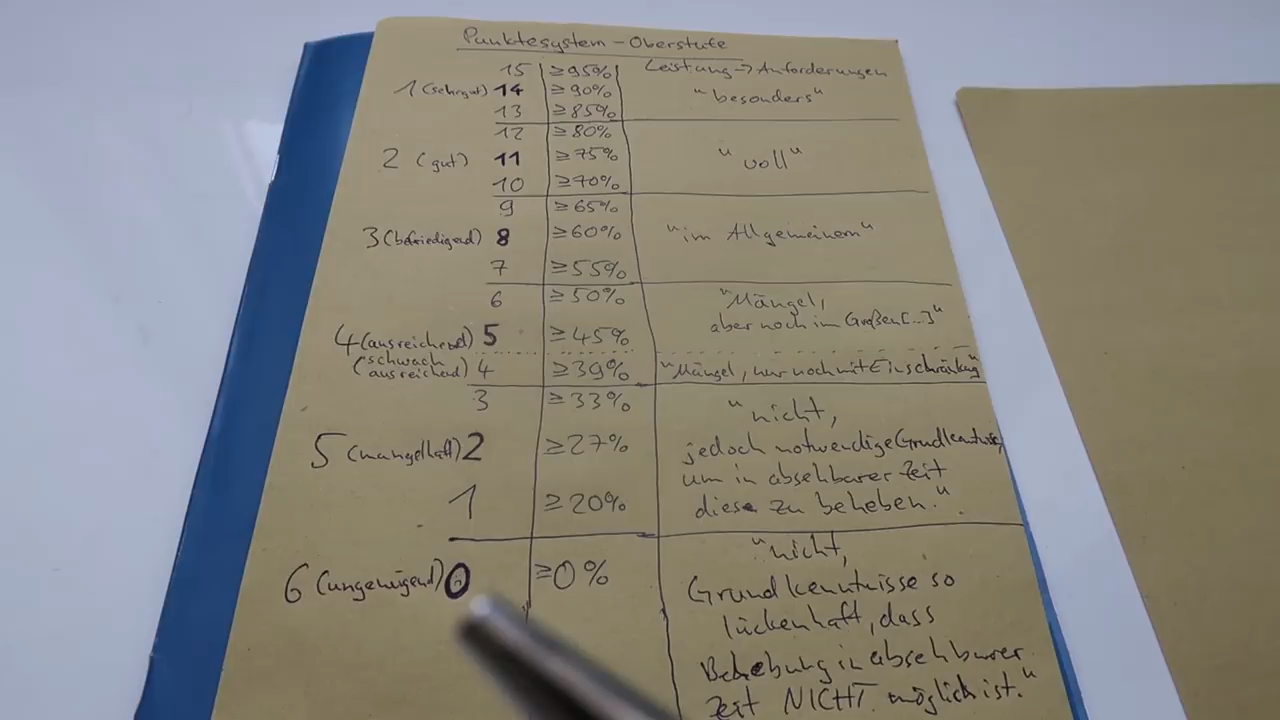 Punktesystem - Oberstufe
15 ≥95% Leistung → Anforderungen
1 (sehr gut) 14 ≥90% "besonders"
13 ≥85%
12 ≥80%
2 (gut) 11 ≥75% "voll"
10 ≥70%
9 ≥65%
3 (befriedigend) 8 ≥60% "im Allgemeinen"
7 ≥55%
6 ≥50% "Mängel,
aber noch im Großen [...]"
4 (ausreichend) 5 ≥45%
(schwach
ausreichend) 4 ≥39% "Mängel, nur noch mit Einschränkung"
3 ≥33% "nicht,
5 (mangelhaft) 2 ≥27% jedoch notwendige Grundkenntnisse,
um in absehbarer Zeit
1 ≥20% diese zu beheben."
"nicht,
6 (ungenügend) 0 ≥0% Grundkenntnisse so
lückenhaft, dass
Behebung in absehbarer
Zeit NICHT möglich ist."